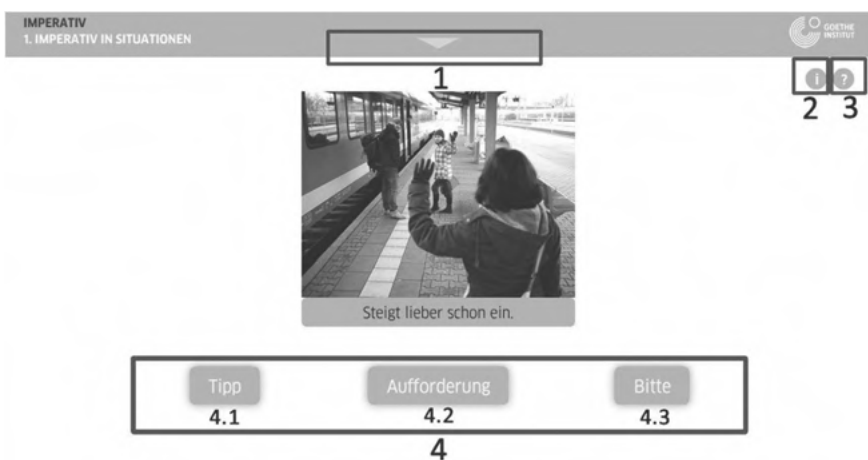 IMPERATIV
1. IMPERATIV IN SITUATIONEN
GOETHE
INSTITUT
1
i ?
2 3
Steigt lieber schon ein.
Tipp Aufforderung Bitte
4.1 4.2 4.3
4